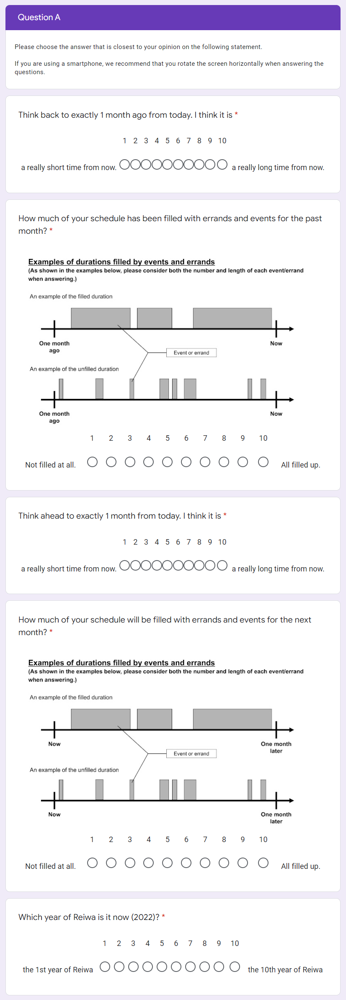 Question A
Please choose the answer that is closest to your opinion on the following statement.
If you are using a smartphone, we recommend that you rotate the screen horizontally when answering the
questions.
Think back to exactly 1 month ago from today. I think it is *
1 2 3 4 5 6 7 8 9 10
a really short time from now. a really long time from now.
How much of your schedule has been filled with errands and events for the past
month? *
Examples of durations filled by events and errands
(As shown in the examples below, please consider both the number and length of each event/errand
when answering.)
An example of the filled duration
One month
ago
Now
Event or errand
An example of the unfilled duration
One month
ago
Now
1 2 3 4 5 6 7 8 9 10
Not filled at all. All filled up.
Think ahead to exactly 1 month from today. I think it is *
1 2 3 4 5 6 7 8 9 10
a really short time from now. a really long time from now.
How much of your schedule will be filled with errands and events for the next
month? *
Examples of durations filled by events and errands
(As shown in the examples below, please consider both the number and length of each event/errand
when answering.)
An example of the filled duration
Now
One month
later
Event or errand
An example of the unfilled duration
Now
One month
later
1 2 3 4 5 6 7 8 9 10
Not filled at all. All filled up.
Which year of Reiwa is it now (2022)? *
1 2 3 4 5 6 7 8 9 10
the 1st year of Reiwa the 10th year of Reiwa